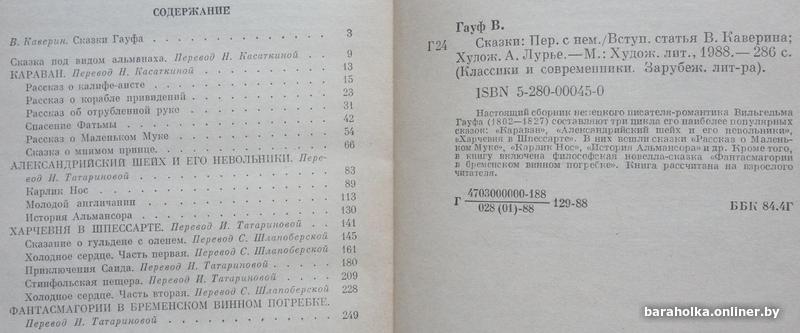 СОДЕРЖАНИЕ
В. Каверин. Сказки Гауфа . . . . . . . . . . 3
Сказка под видом альманаха. Перевод Н. Касаткиной . 9
КАРАВАН. Перевод Н. Касаткиной . . . . . . . 13
Рассказ о калифе-аисте . . . . . . . . . . 15
Рассказ о корабле привидений . . . . . . . . 23
Рассказ об отрубленной руке . . . . . . . . 31
Спасение Фатьмы . . . . . . . . . . . . 42
Рассказ о Маленьком Муке . . . . . . . . . 54
Сказка о мнимом принце. . . . . . . . . . 66
АЛЕКСАНДРИЙСКИЙ ШЕЙХ И ЕГО НЕВОЛЬНИКИ. Пере-
вод И. Татариновой . . . . . . . . . . . 83
Карлик Нос . . . . . . . . . . . . . . 89
Молодой англичанин . . . . . . . . . . . 113
История Альмансора . . . . . . . . . . . 130
ХАРЧЕВНЯ В ШПЕССАРТЕ. Перевод И. Татариновой . . 141
Сказание о гульдене с оленем. Перевод С. Шлапоберской 145
Холодное сердце. Часть первая. Перевод С. Шлапоберской 161
Приключения Саида. Перевод И. Татариновой . . . . 180
Стинфольская пещера. Перевод И. Татариновой . . . 209
Холодное сердце. Часть вторая. Перевод С. Шлапоберской 228
ФАНТАСМАГОРИИ В БРЕМЕНСКОМ ВИННОМ ПОГРЕБКЕ.
Перевод И. Татариновой . . . . . . . . . . 249
Гауф В.
Г24 Сказки: Пер. с нем./Вступ. статья В. Каверина;
Худож. А. Лурье.— М.: Худож. лит., 1988.— 286 с.
(Классики и современники. Зарубеж. лит-ра).
ISBN 5-280-00045-0
Настоящий сборник немецкого писателя-романтика Вильгельма
Гауфа (1802—1827) составляют три цикла его наиболее популярных
сказок: «Караван», «Александрийский шейх и его невольники»,
«Харчевня в Шпессарте». В них вошли сказки «Рассказ о Малень-
ком Муке», «Карлик Нос», «История Альмансора» и др. Кроме того,
в книгу включена философская новелла-сказка «Фантасмагории
в бременском винном погребке». Книга рассчитана на взрослого
читателя.
Г 4703000000-188
028 (01)-88 129-88
ББК 84.4Г
baraholka.onliner.by